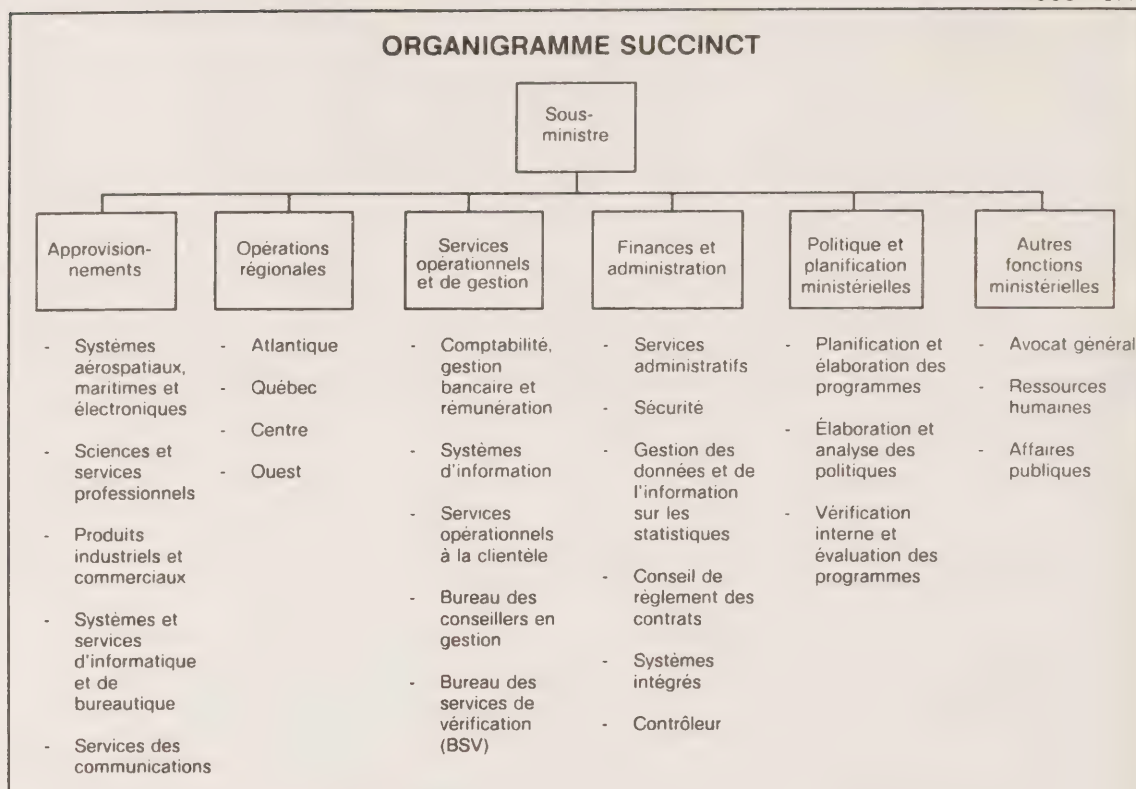 ORGANIGRAMME SUCCINCT
Sous-
ministre
Approvision-
nements
Opérations
régionales
Services
opérationnels
et de gestion
Finances et
administration
Politique et
planification
ministérielles
Autres
fonctions
ministérielles
- Systèmes
aérospatiaux,
maritimes et
électroniques
- Sciences et
services
professionnels
- Produits
industriels et
commerciaux
- Systèmes et
services
d'informatique
et de
bureautique
- Services des
communications
- Atlantique
- Québec
- Centre
- Ouest
- Comptabilité,
gestion
bancaire et
rémunération
- Systèmes
d'information
- Services
opérationnels
à la clientèle
- Bureau des
conseillers en
gestion
- Bureau des
services de
vérification
(BSV)
- Services
administratifs
- Sécurité
- Gestion des
données et de
l'information
sur les
statistiques
- Conseil de
règlement des
contrats
- Systèmes
intégrés
- Contrôleur
- Planification et
élaboration des
programmes
- Élaboration et
analyse des
politiques
- Vérification
interne et
évaluation des
programmes
- Avocat général
- Ressources
humaines
- Affaires
publiques